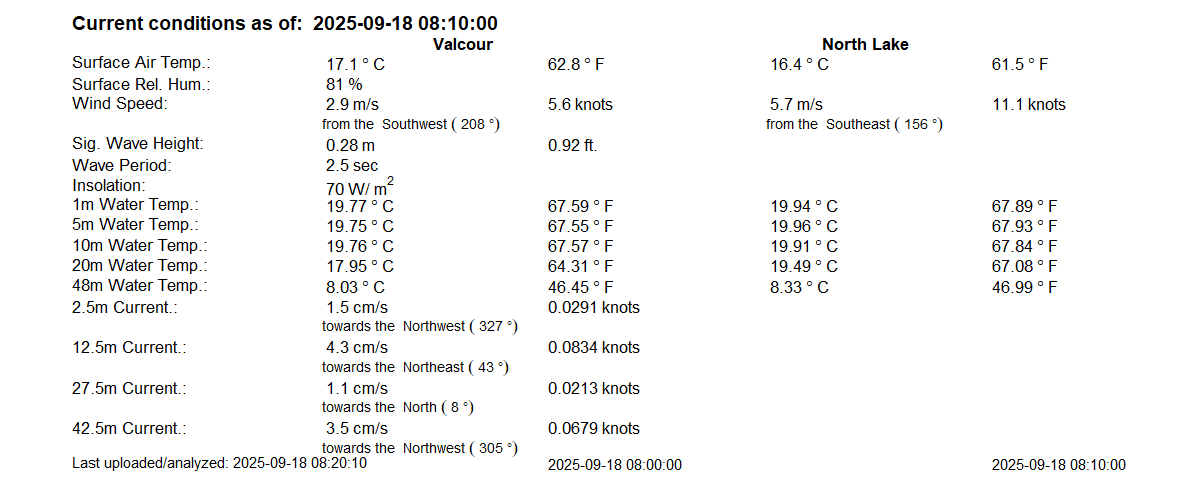 Current conditions as of: 2025-09-18 08:10:00
Valcour North Lake
Surface Air Temp.: 17.1 ° C 62.8 ° F 16.4 ° C 61.5 ° F
Surface Rel. Hum.: 81 %
Wind Speed: 2.9 m/s 5.6 knots 5.7 m/s 11.1 knots
from the Southwest ( 208 °) from the Southeast ( 156 °)
Sig. Wave Height: 0.28 m 0.92 ft.
Wave Period: 2.5 sec
Insolation: 70 W/ m2
1m Water Temp.: 19.77 ° C 67.59 ° F 19.94 ° C 67.89 ° F
5m Water Temp.: 19.75 ° C 67.55 ° F 19.96 ° C 67.93 ° F
10m Water Temp.: 19.76 ° C 67.57 ° F 19.91 ° C 67.84 ° F
20m Water Temp.: 17.95 ° C 64.31 ° F 19.49 ° C 67.08 ° F
48m Water Temp.: 8.03 ° C 46.45 ° F 8.33 ° C 46.99 ° F
2.5m Current.: 1.5 cm/s 0.0291 knots
towards the Northwest ( 327 °)
12.5m Current.: 4.3 cm/s 0.0834 knots
towards the Northeast ( 43 °)
27.5m Current.: 1.1 cm/s 0.0213 knots
towards the North ( 8 °)
42.5m Current.: 3.5 cm/s 0.0679 knots
towards the Northwest ( 305 °)
Last uploaded/analyzed: 2025-09-18 08:20:10 2025-09-18 08:00:00 2025-09-18 08:10:00